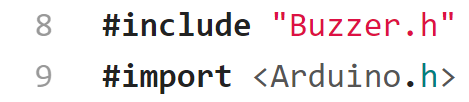 8 #include "Buzzer.h"
9 #import <Arduino.h>